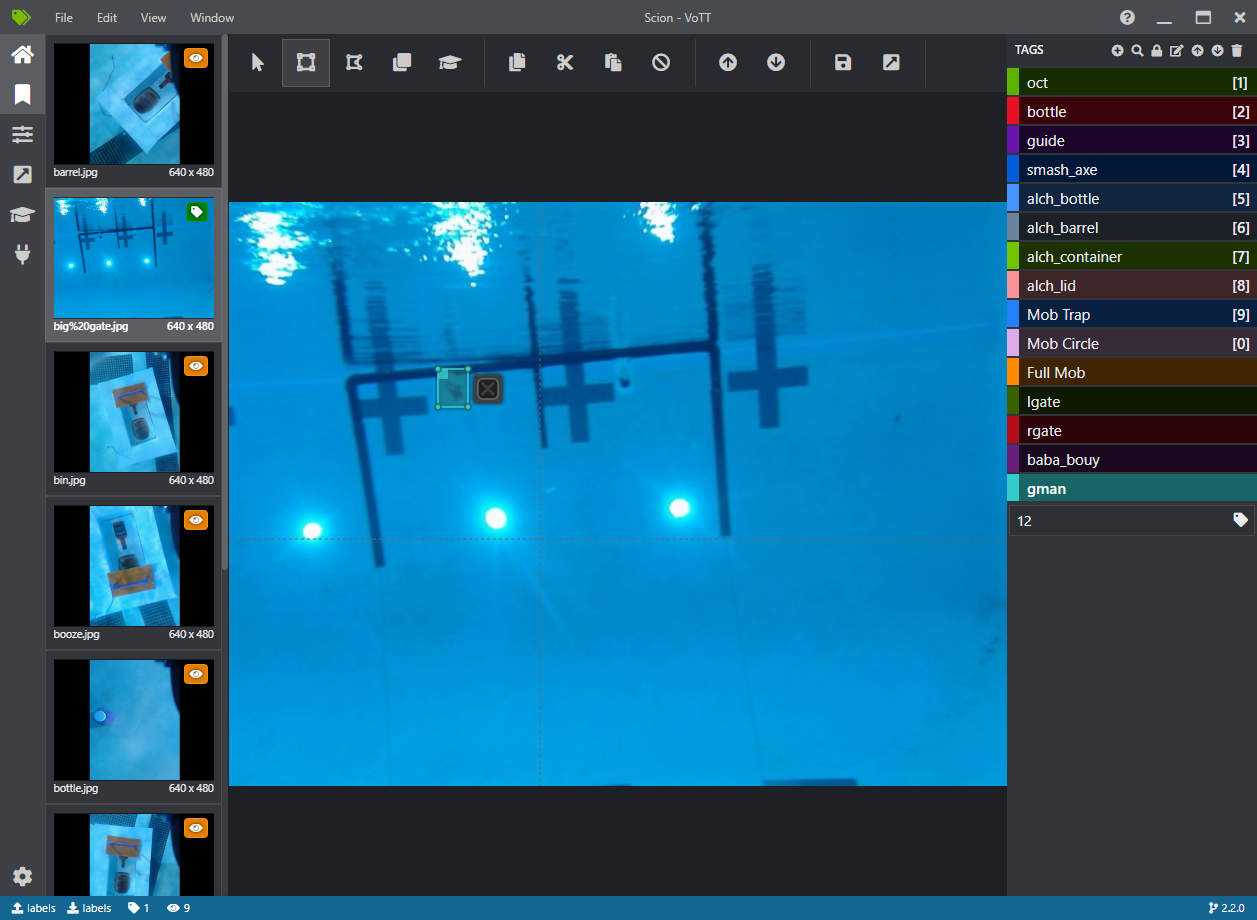 File Edit View Window
Scion - VoTT
barrel.jpg 640 x 480
big%20gate.jpg 640 x 480
bin.jpg 640 x 480
booze.jpg 640 x 480
bottle.jpg 640 x 480
TAGS
oct [1]
bottle [2]
guide [3]
smash_axe [4]
alch_bottle [5]
alch_barrel [6]
alch_container [7]
alch_lid [8]
Mob Trap [9]
Mob Circle [0]
Full Mob
lgate
rgate
baba_bouy
gman
12
labels labels 1 9
2.2.0